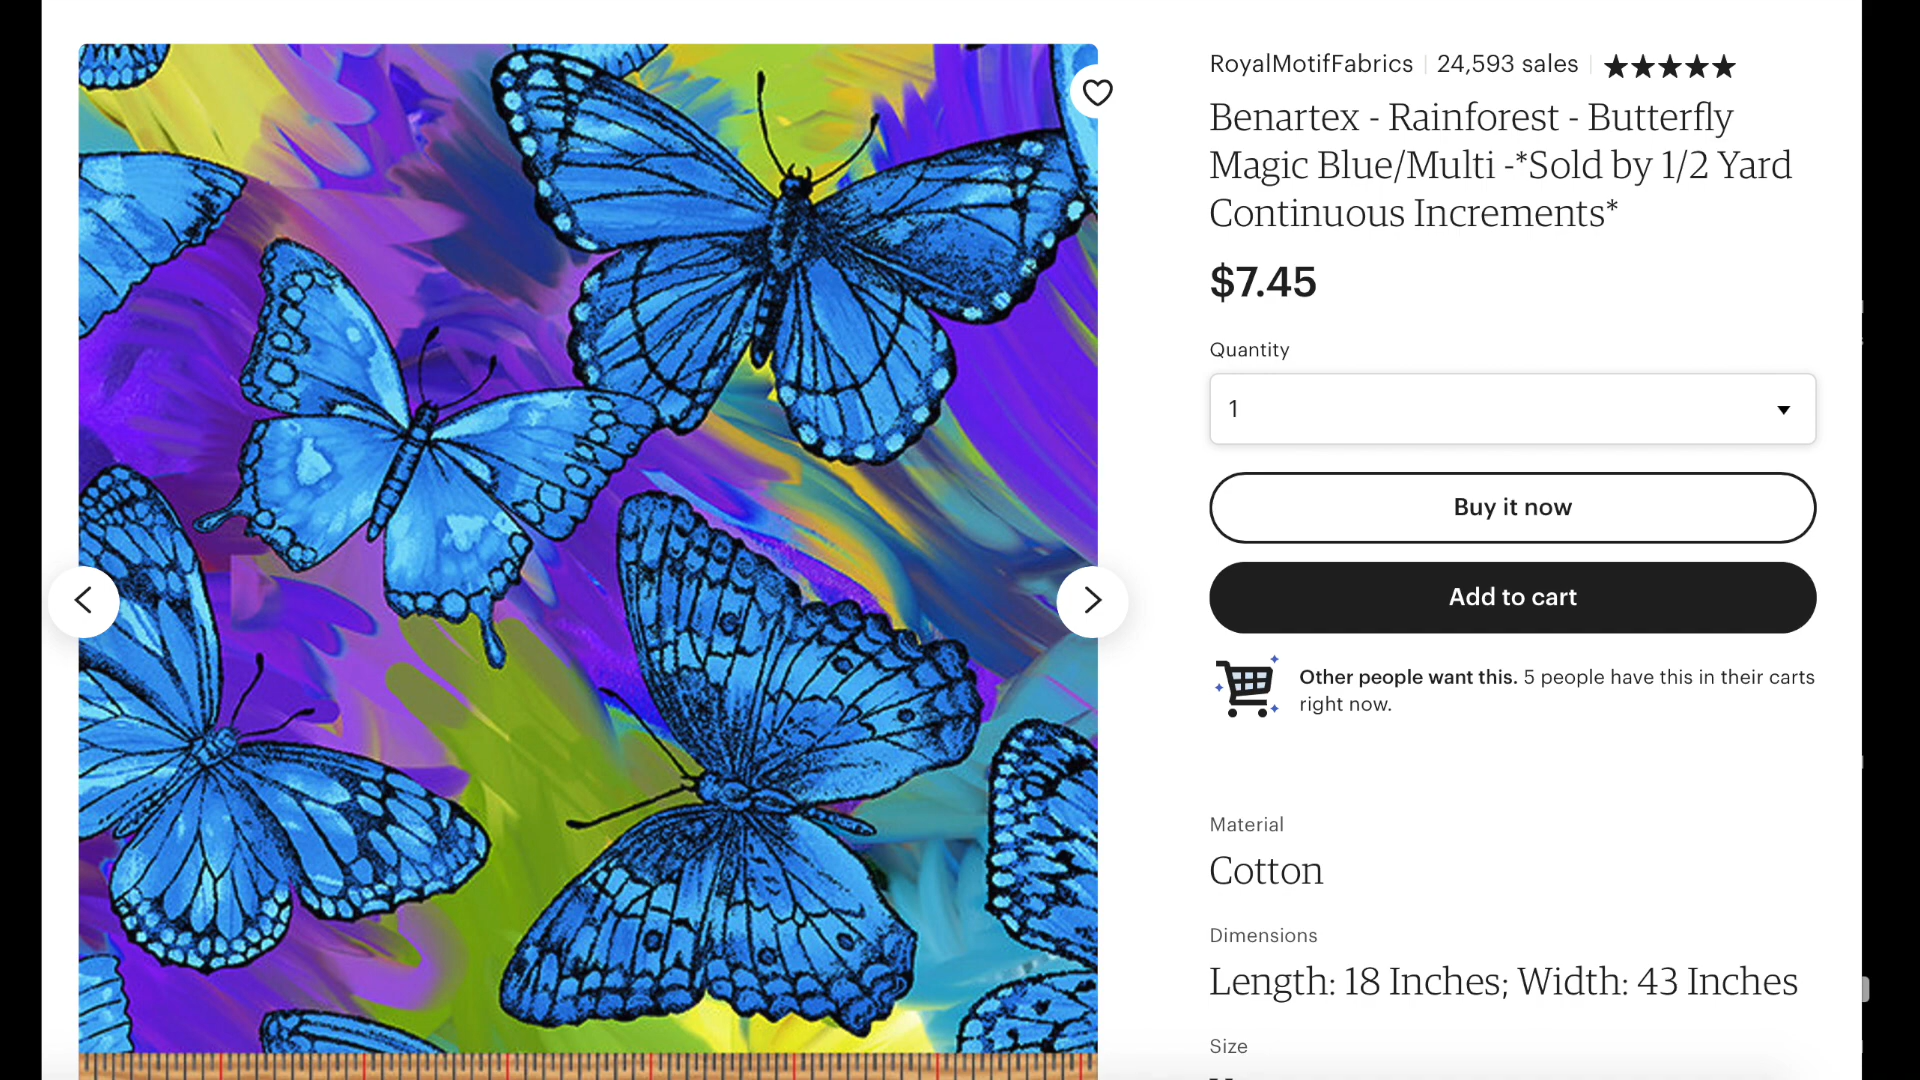 RoyalMotifFabrics | 24,593 sales | ★★★★★
Benartex - Rainforest - Butterfly
Magic Blue/Multi -*Sold by 1/2 Yard
Continuous Increments*
$7.45
Quantity
1
Buy it now
Add to cart
Other people want this. 5 people have this in their carts
right now.
Material
Cotton
Dimensions
Length: 18 Inches; Width: 43 Inches
Size